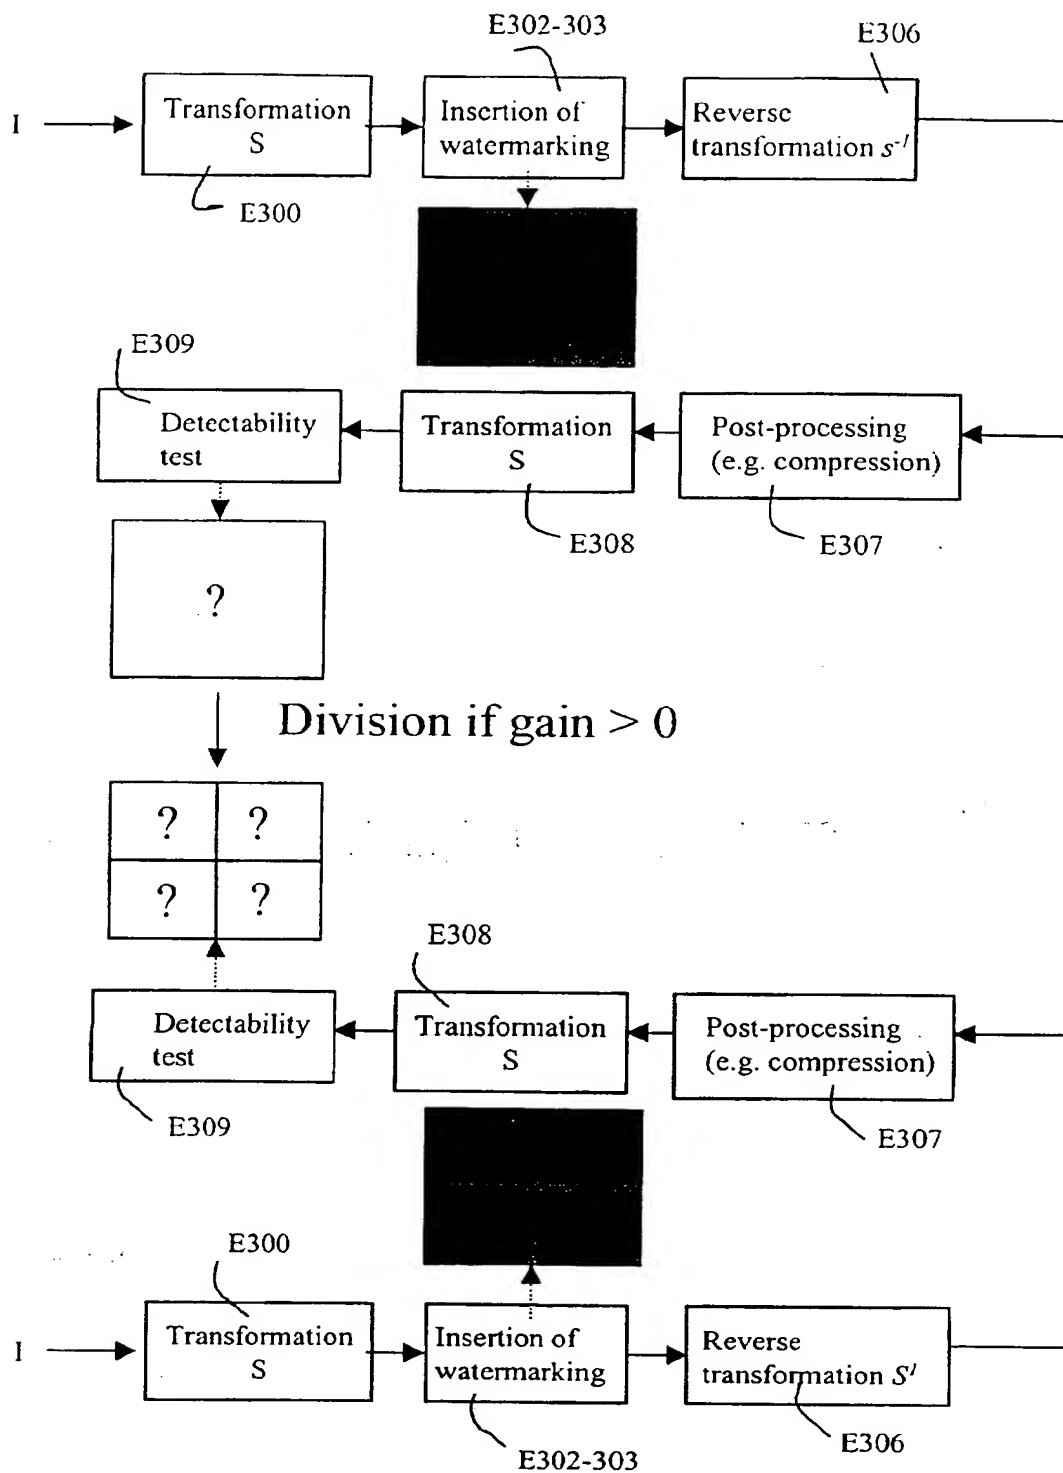 E302-303
E306
I
Transformation
S
Insertion of
watermarking
Reverse
transformation s⁻¹
E300
E309
Detectability
test
Transformation
S
Post-processing
(e.g. compression)
E308
E307
?
Division if gain > 0
? ?
? ?
E308
Detectability
test
Transformation
S
Post-processing
(e.g. compression)
E309
E307
E300
I
Transformation
S
Insertion of
watermarking
Reverse
transformation S¹
E302-303
E306